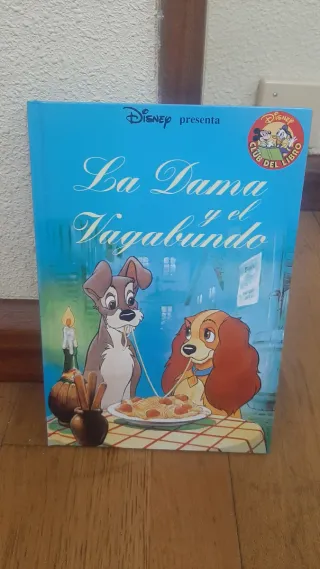 Disney presenta
Disney
CLUB DEL LIBRO
La Dama
y el
Vagabundo